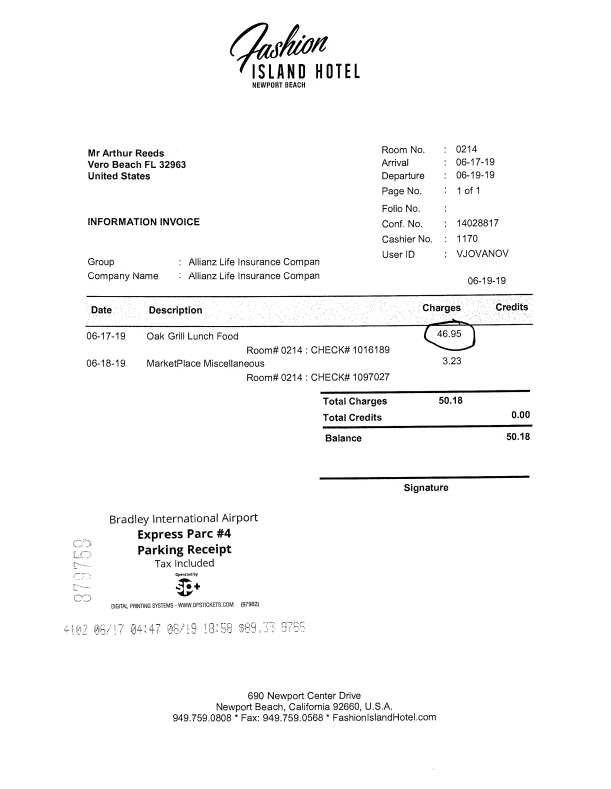 Fashion
ISLAND HOTEL
NEWPORT BEACH
Mr Arthur Reeds
Vero Beach FL 32963
United States
Room No. : 0214
Arrival : 06-17-19
Departure : 06-19-19
Page No. : 1 of 1
Folio No. :
INFORMATION INVOICE
Conf. No. : 14028817
Cashier No. : 1170
User ID : VJOVANOV
Group : Allianz Life Insurance Compan
Company Name : Allianz Life Insurance Compan
06-19-19
Date Description Charges Credits
06-17-19 Oak Grill Lunch Food 46.95
Room# 0214 : CHECK# 1016189
06-18-19 MarketPlace Miscellaneous 3.23
Room# 0214 : CHECK# 1097027
Total Charges 50.18
Total Credits 0.00
Balance 50.18
Signature
Bradley International Airport
Express Parc #4
Parking Receipt
Tax Included
Operated by
sp+
DIGITAL PRINTING SYSTEMS - WWW.DPSTICKETS.COM (97982)
879759
4102 06/17 04:47 06/19 18:58 $89.33 9765
690 Newport Center Drive
Newport Beach, California 92660, U.S.A.
949.759.0808 * Fax: 949.759.0568 * FashionIslandHotel.com